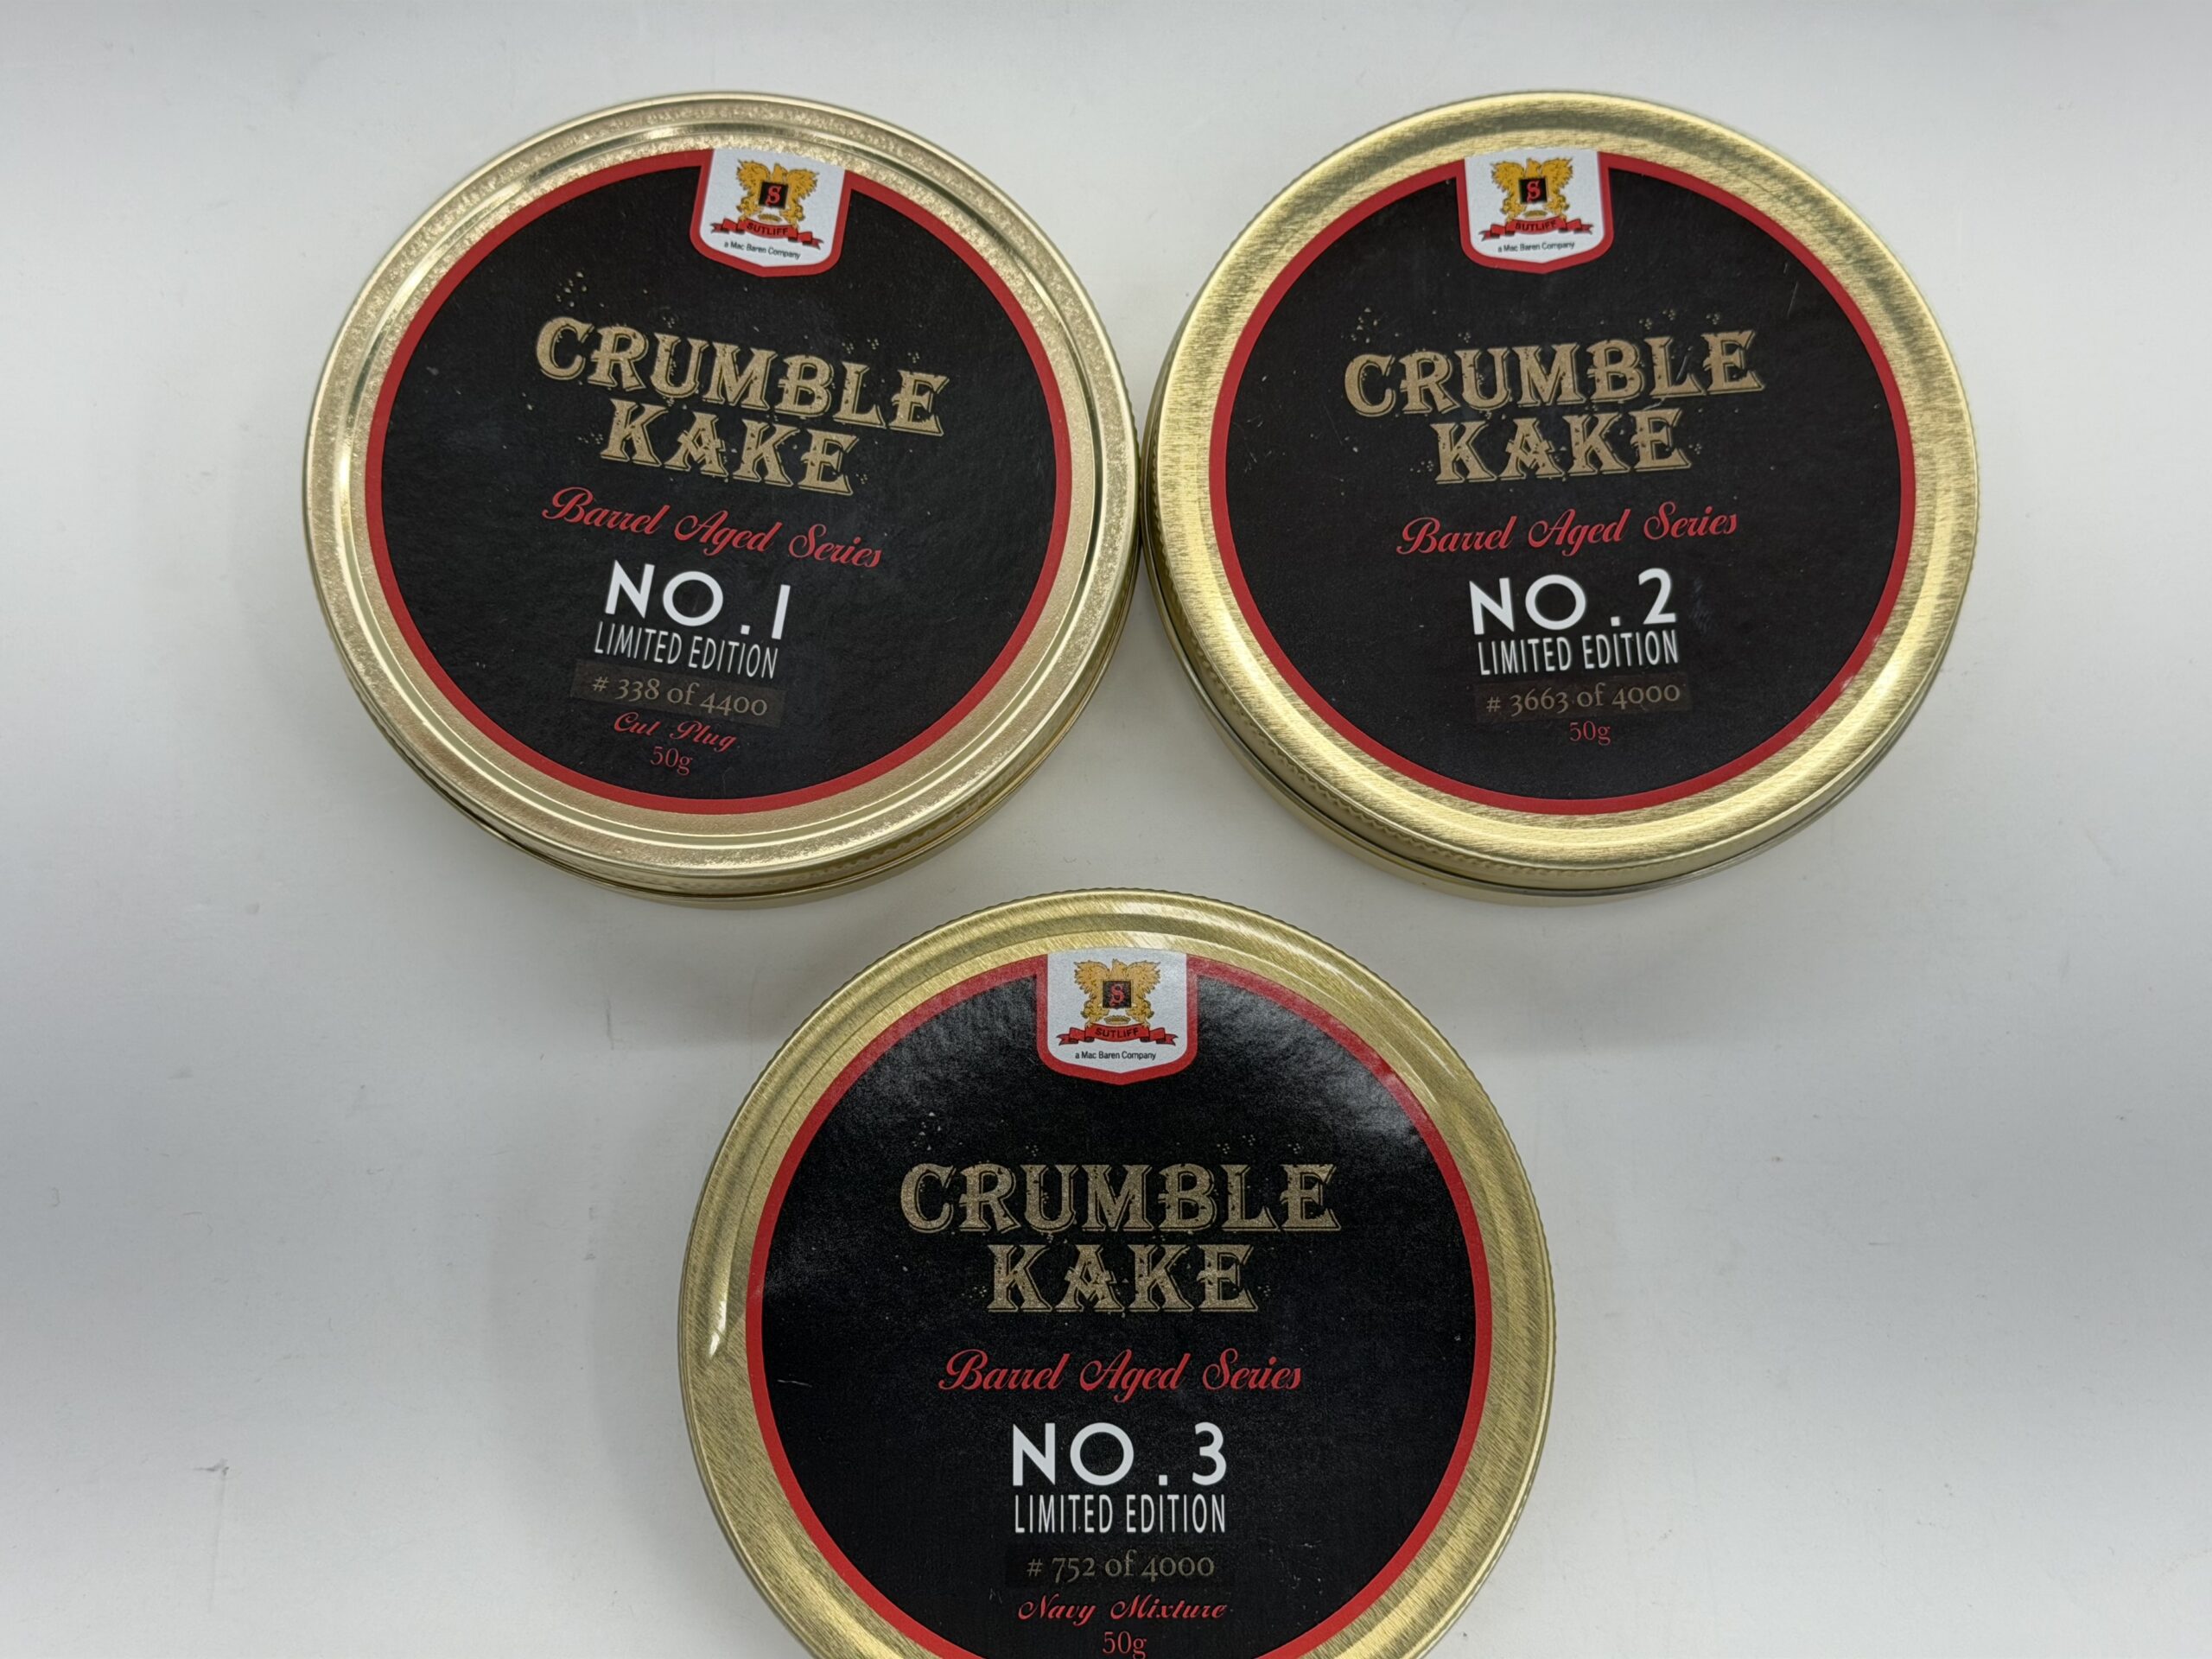 S
SUTLIFF
a Mac Baren Company
CRUMBLE
KAKE
Barrel Aged Series
NO.1
LIMITED EDITION
# 338 of 4400
Cut Plug
50g
S
SUTLIFF
a Mac Baren Company
CRUMBLE
KAKE
Barrel Aged Series
NO.2
LIMITED EDITION
# 3663 of 4000
50g
S
SUTLIFF
a Mac Baren Company
CRUMBLE
KAKE
Barrel Aged Series
NO.3
LIMITED EDITION
# 752 of 4000
Navy Mixture
50g